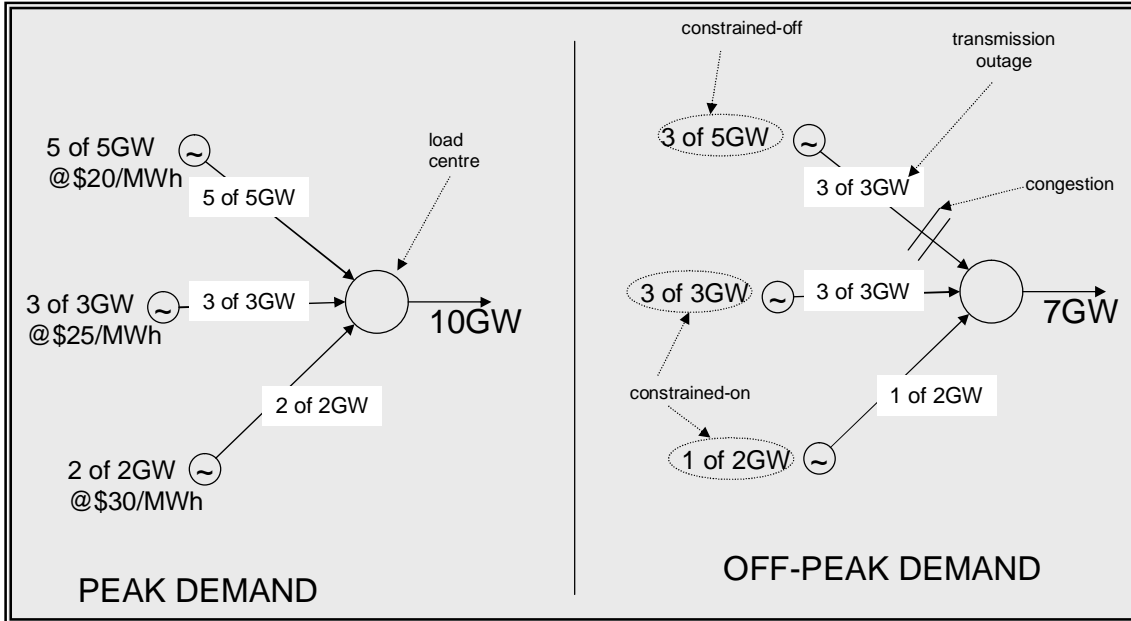 5 of 5GW
@$20/MWh
~
5 of 5GW
load
centre
3 of 3GW
@$25/MWh
~
3 of 3GW
10GW
2 of 2GW
2 of 2GW
@$30/MWh
~
PEAK DEMAND
constrained-off
transmission
outage
3 of 5GW
~
3 of 3GW
congestion
3 of 3GW
~
3 of 3GW
7GW
constrained-on
1 of 2GW
1 of 2GW
~
OFF-PEAK DEMAND